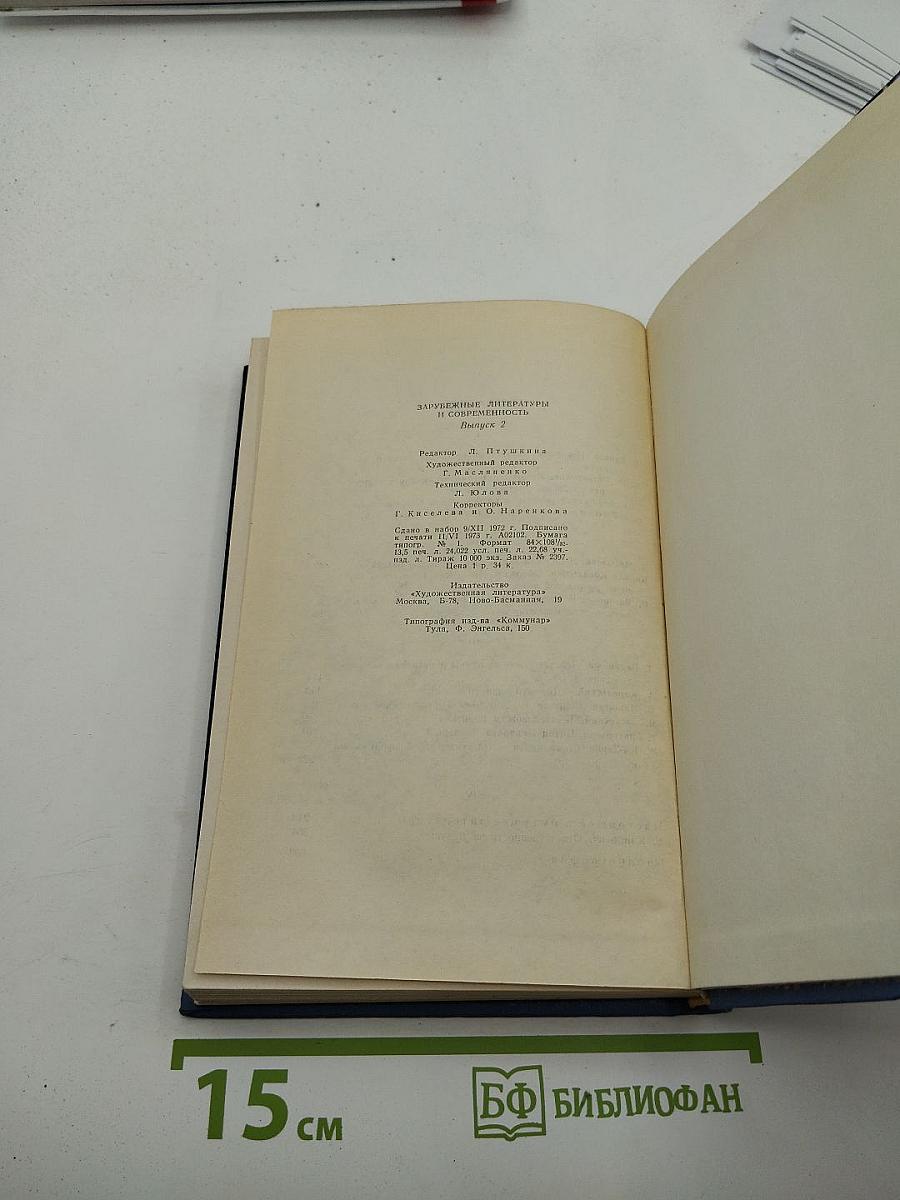 ЗАРУБЕЖНЫЕ ЛИТЕРАТУРЫ
И СОВРЕМЕННОСТЬ
Выпуск 2
Редактор Л. Птушкина
Художественный редактор
Г. Масляненко
Технический редактор
Л. Юлова
Корректоры
Г. Киселева и О. Наренкова
Сдано в набор 9/XII 1972 г. Подписано
к печати 11/VI 1973 г. А02102. Бумага
типогр. № 1. Формат 84×108¹/₃₂.
13,5 печ. л. 24,022 усл. печ. л. 22,68 уч.-
изд. л. Тираж 10 000 экз. Заказ № 2397.
Цена 1 р. 34 к.
Издательство
«Художественная литература»
Москва, Б-78, Ново-Басманная, 19
Типография изд-ва «Коммунар»
Тула, Ф. Энгельса, 150
15 см
БФ БИБЛИОФАН